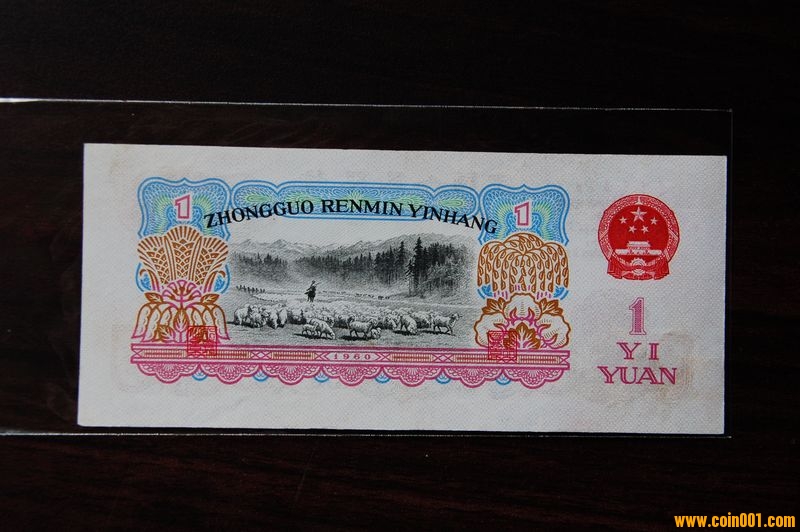 1
ZHONGGUO RENMIN YINHANG
1
1960
1
YI
YUAN
www.coin001.com